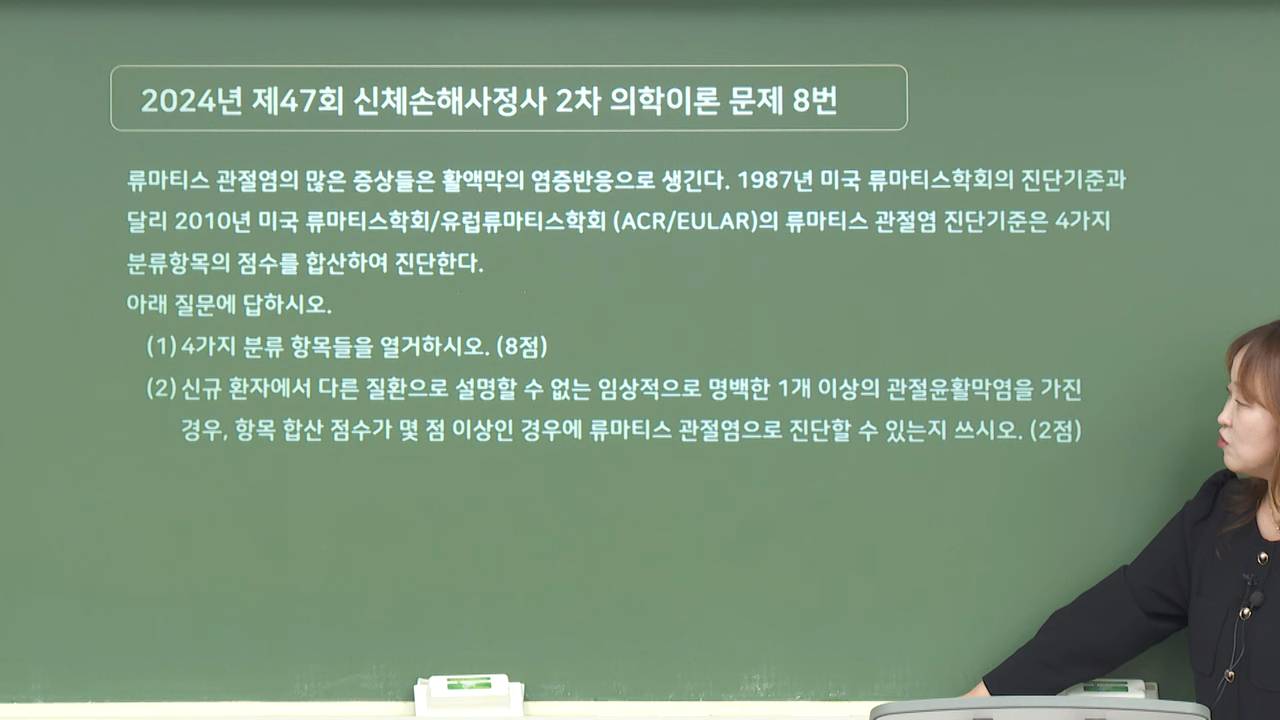 2024년 제47회 신체손해사정사 2차 의학이론 문제 8번
류마티스 관절염의 많은 증상들은 활액막의 염증반응으로 생긴다. 1987년 미국 류마티스학회의 진단기준과
달리 2010년 미국 류마티스학회/유럽류마티스학회 (ACR/EULAR)의 류마티스 관절염 진단기준은 4가지
분류항목의 점수를 합산하여 진단한다.
아래 질문에 답하시오.
(1) 4가지 분류 항목들을 열거하시오. (8점)
(2) 신규 환자에서 다른 질환으로 설명할 수 없는 임상적으로 명백한 1개 이상의 관절윤활막염을 가진
경우, 항목 합산 점수가 몇 점 이상인 경우에 류마티스 관절염으로 진단할 수 있는지 쓰시오. (2점)